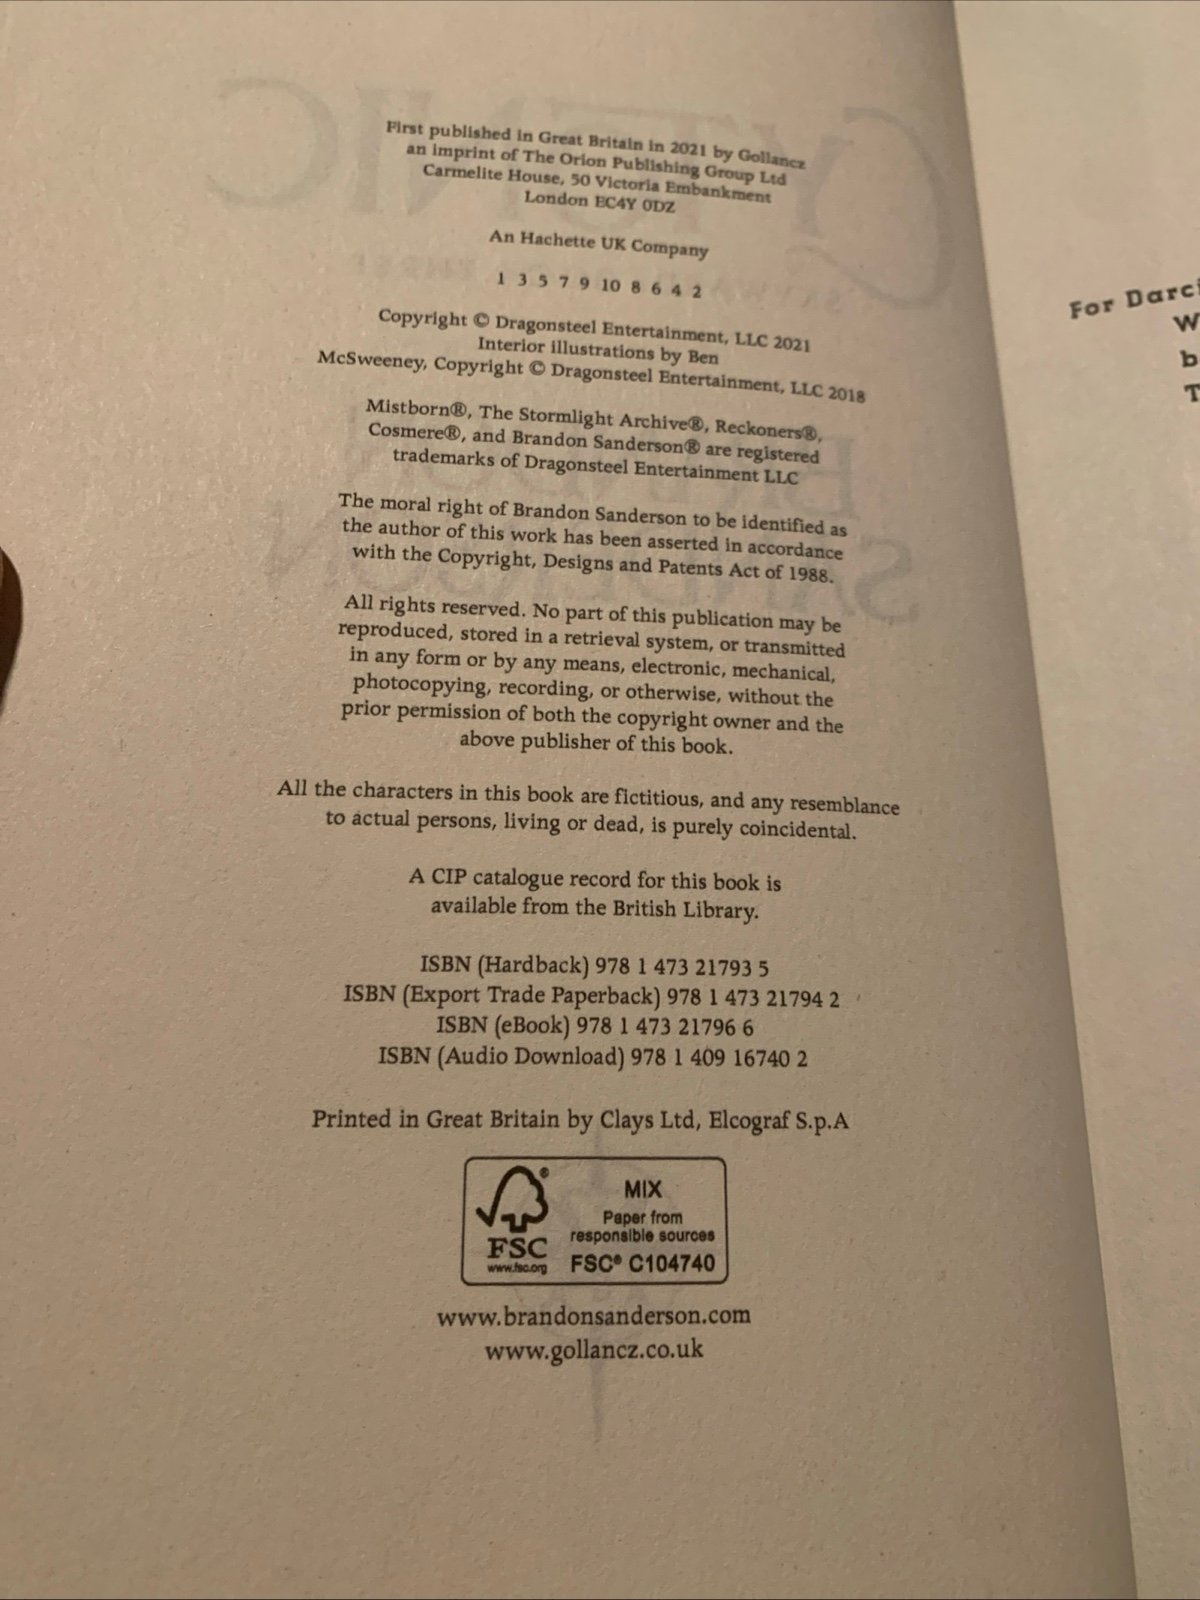 First published in Great Britain in 2021 by Gollancz
an imprint of The Orion Publishing Group Ltd
Carmelite House, 50 Victoria Embankment
London EC4Y 0DZ
An Hachette UK Company
1 3 5 7 9 10 8 6 4 2
Copyright © Dragonsteel Entertainment, LLC 2021
Interior illustrations by Ben
McSweeney, Copyright © Dragonsteel Entertainment, LLC 2018
Mistborn®, The Stormlight Archive®, Reckoners®,
Cosmere®, and Brandon Sanderson® are registered
trademarks of Dragonsteel Entertainment LLC
The moral right of Brandon Sanderson to be identified as
the author of this work has been asserted in accordance
with the Copyright, Designs and Patents Act of 1988.
All rights reserved. No part of this publication may be
reproduced, stored in a retrieval system, or transmitted
in any form or by any means, electronic, mechanical,
photocopying, recording, or otherwise, without the
prior permission of both the copyright owner and the
above publisher of this book.
All the characters in this book are fictitious, and any resemblance
to actual persons, living or dead, is purely coincidental.
A CIP catalogue record for this book is
available from the British Library.
ISBN (Hardback) 978 1 473 21793 5
ISBN (Export Trade Paperback) 978 1 473 21794 2
ISBN (eBook) 978 1 473 21796 6
ISBN (Audio Download) 978 1 409 16740 2
Printed in Great Britain by Clays Ltd, Elcograf S.p.A
FSC®
www.fsc.org
MIX
Paper from
responsible sources
FSC® C104740
www.brandonsanderson.com
www.gollancz.co.uk
For Darci